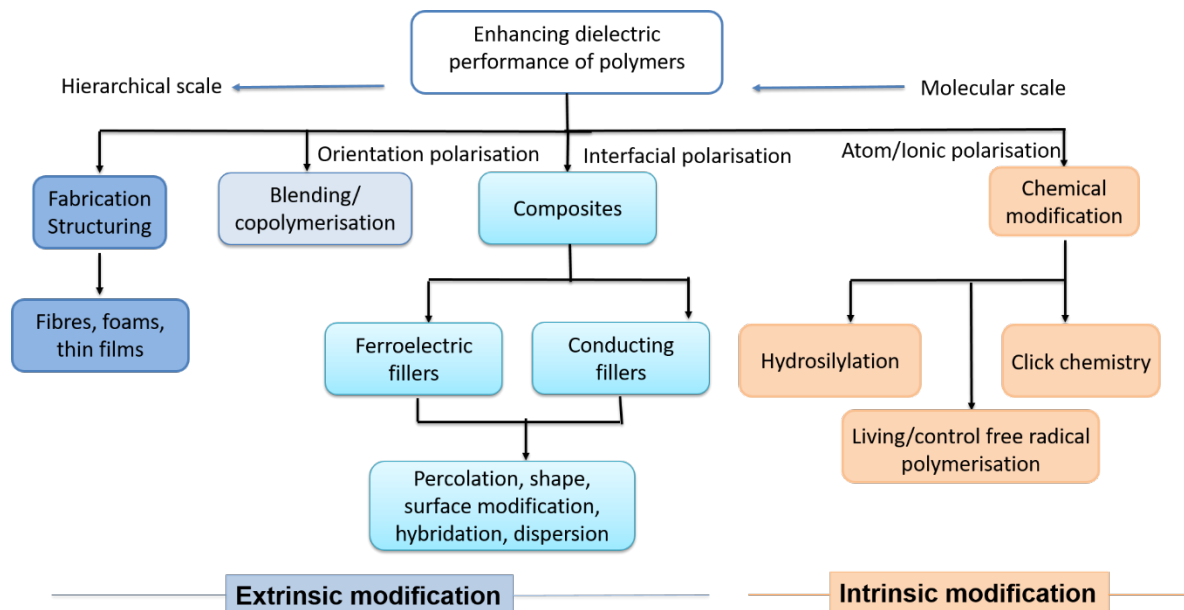 Enhancing dielectric
performance of polymers
Hierarchical scale
Molecular scale
Orientation polarisation
Interfacial polarisation
Atom/Ionic polarisation
Fabrication
Structuring
Blending/
copolymerisation
Composites
Chemical
modification
Fibres, foams,
thin films
Ferroelectric
fillers
Conducting
fillers
Hydrosilylation
Click chemistry
Living/control free radical
polymerisation
Percolation, shape,
surface modification,
hybridation, dispersion
Extrinsic modification
Intrinsic modification